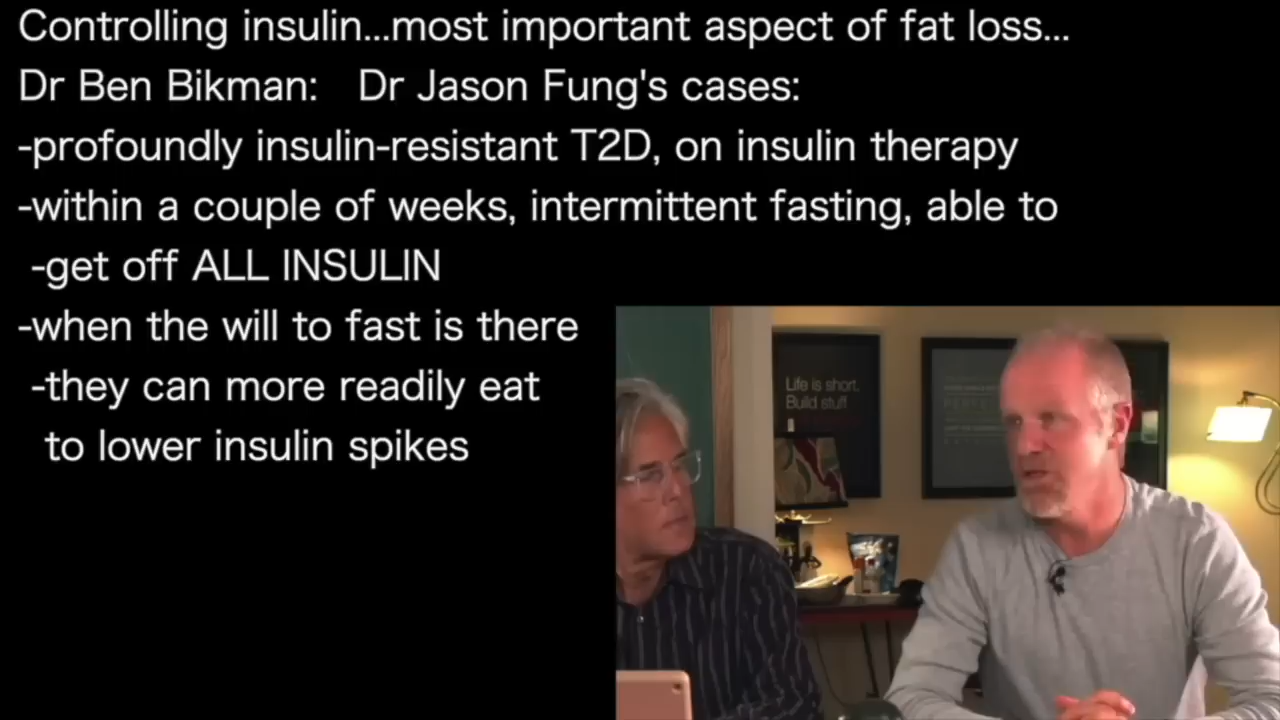 Controlling insulin...most important aspect of fat loss...
Dr Ben Bikman: Dr Jason Fung's cases:
-profoundly insulin-resistant T2D, on insulin therapy
-within a couple of weeks, intermittent fasting, able to
-get off ALL INSULIN
-when the will to fast is there
-they can more readily eat
to lower insulin spikes
Life is short.
Build stuff